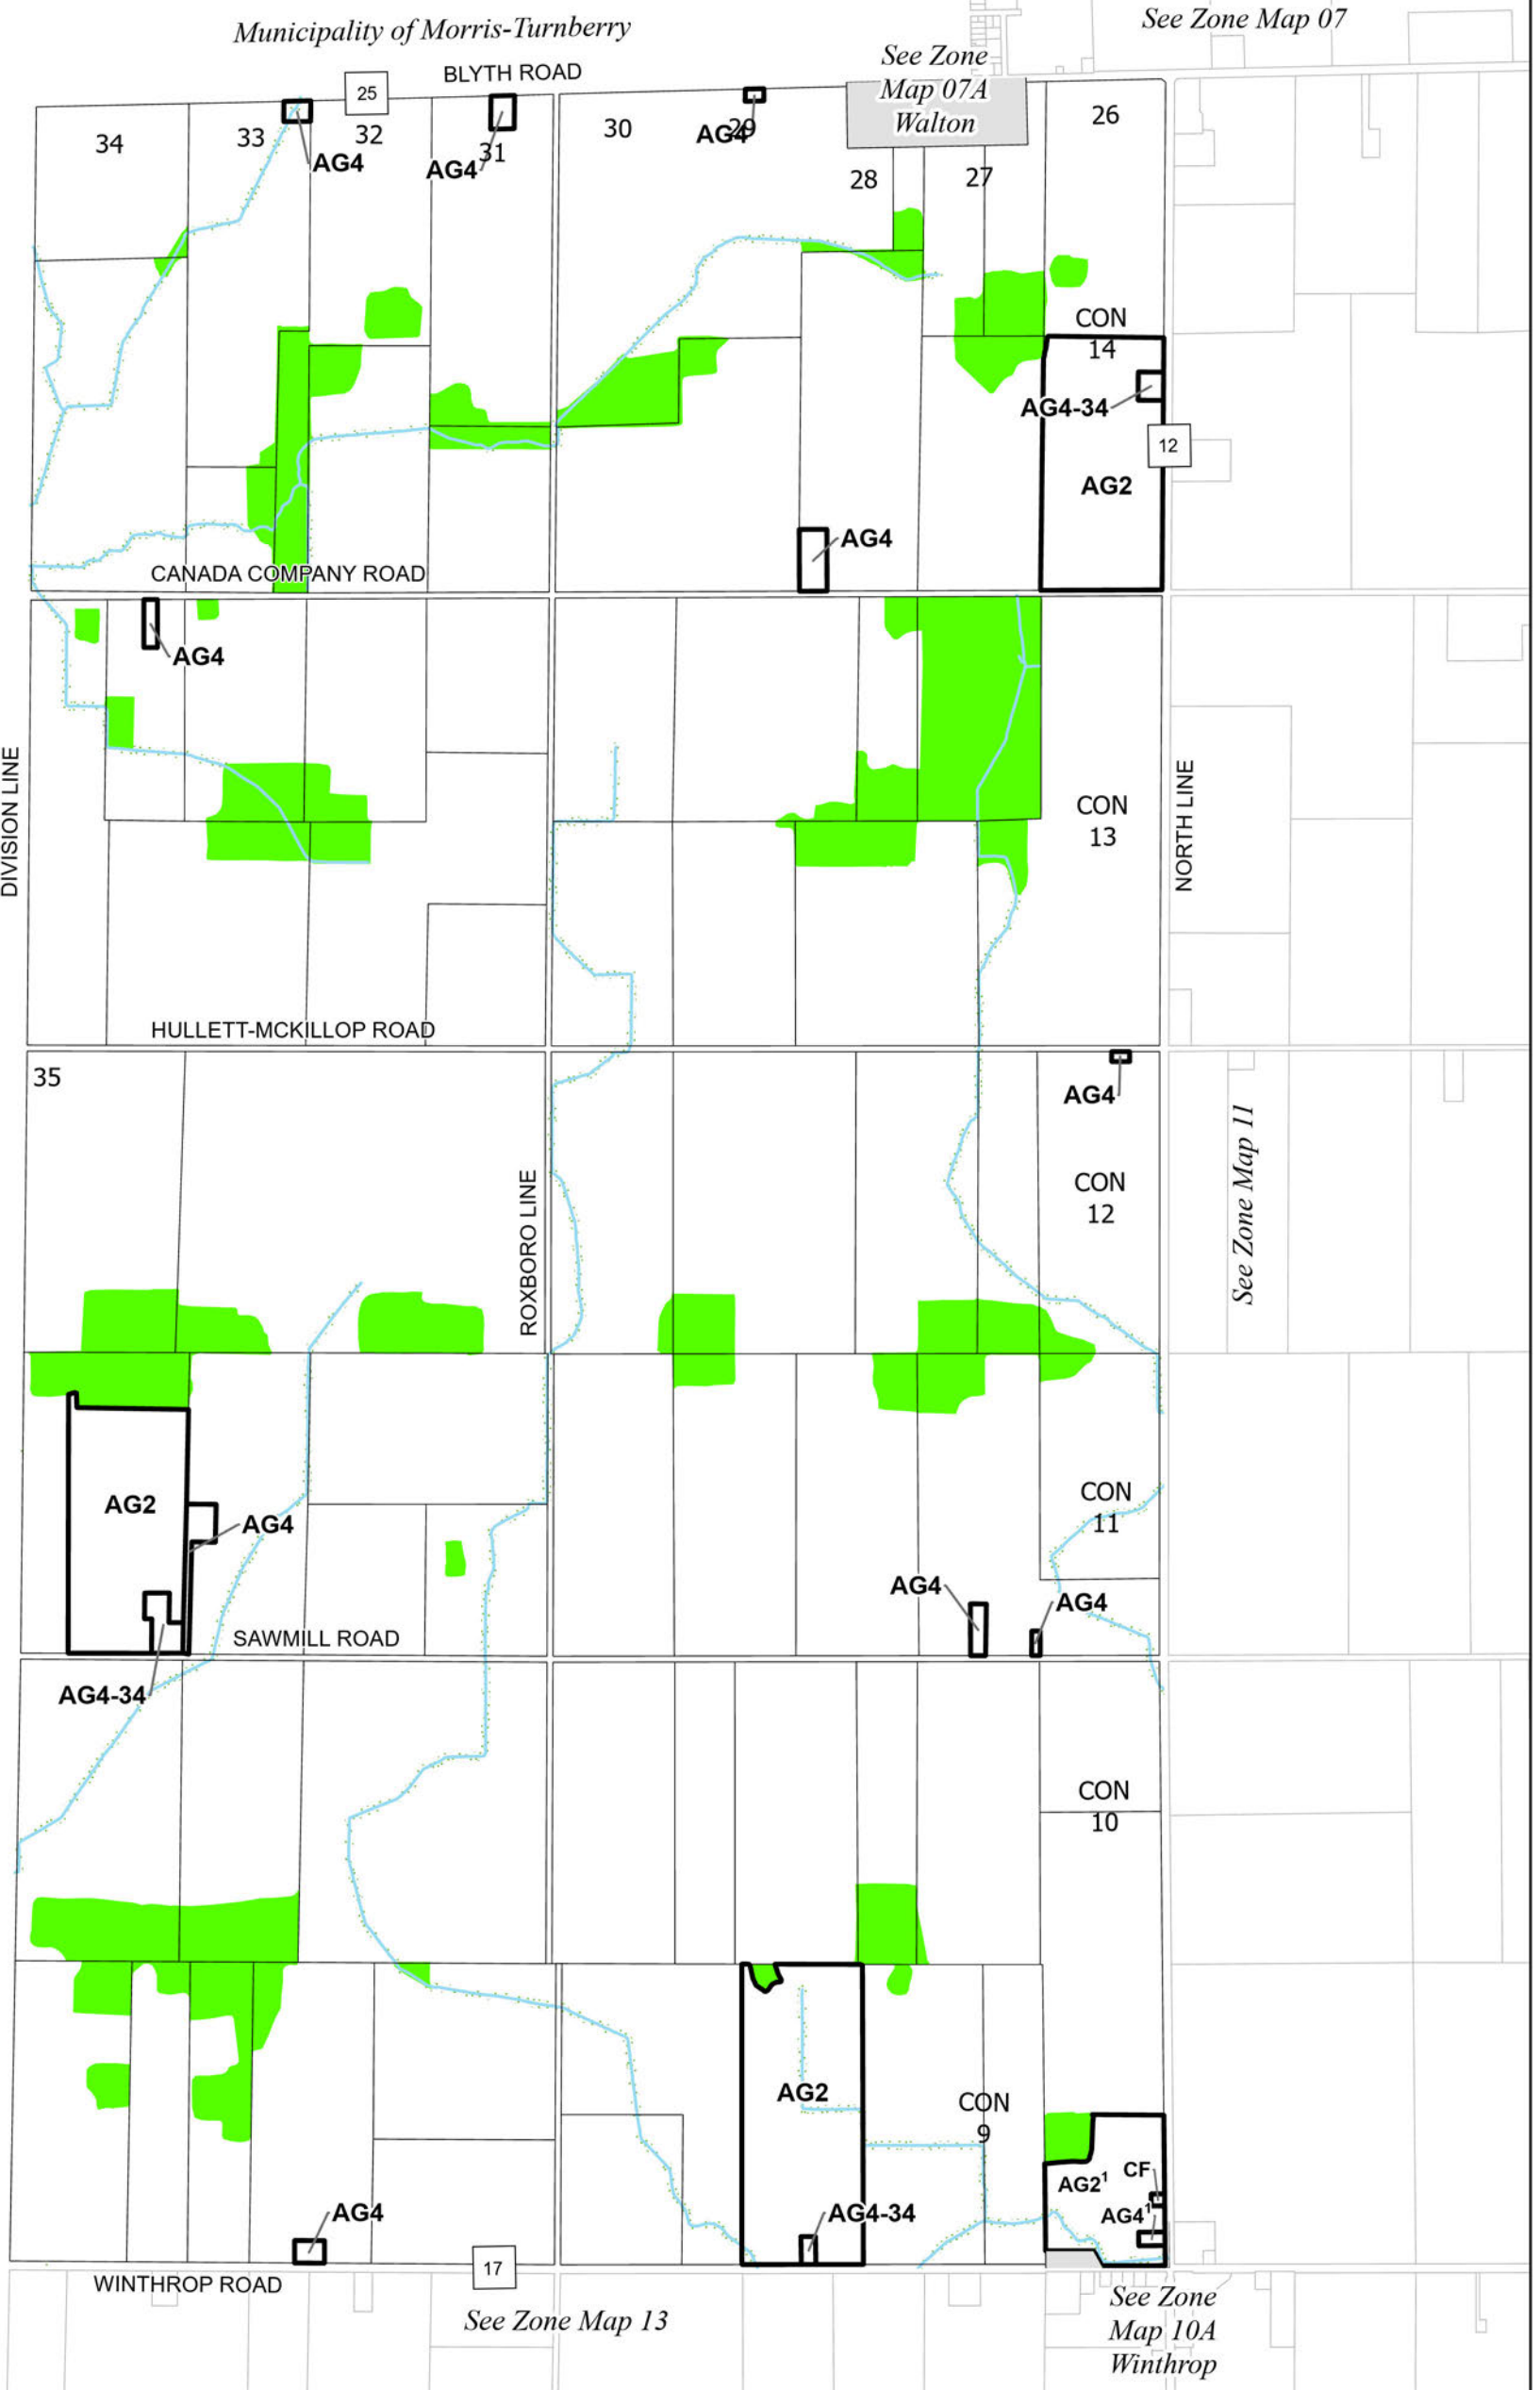 Municipality of Morris-Turnberry
See Zone Map 07
BLYTH ROAD
25
See Zone
Map 07A
Walton
34
33
32
31
30
29
28
27
26
AG4
AG4
AG4
CON
14
AG4-34
12
AG2
AG4
CANADA COMPANY ROAD
AG4
DIVISION LINE
NORTH LINE
CON
13
HULLETT-MCKILLOP ROAD
35
AG4
CON
12
ROXBORO LINE
See Zone Map 11
AG2
AG4
CON
11
AG4
AG4
SAWMILL ROAD
AG4-34
CON
10
AG2
CON
9
CF
AG2¹
AG4¹
AG4
AG4-34
17
WINTHROP ROAD
See Zone Map 13
See Zone
Map 10A
Winthrop